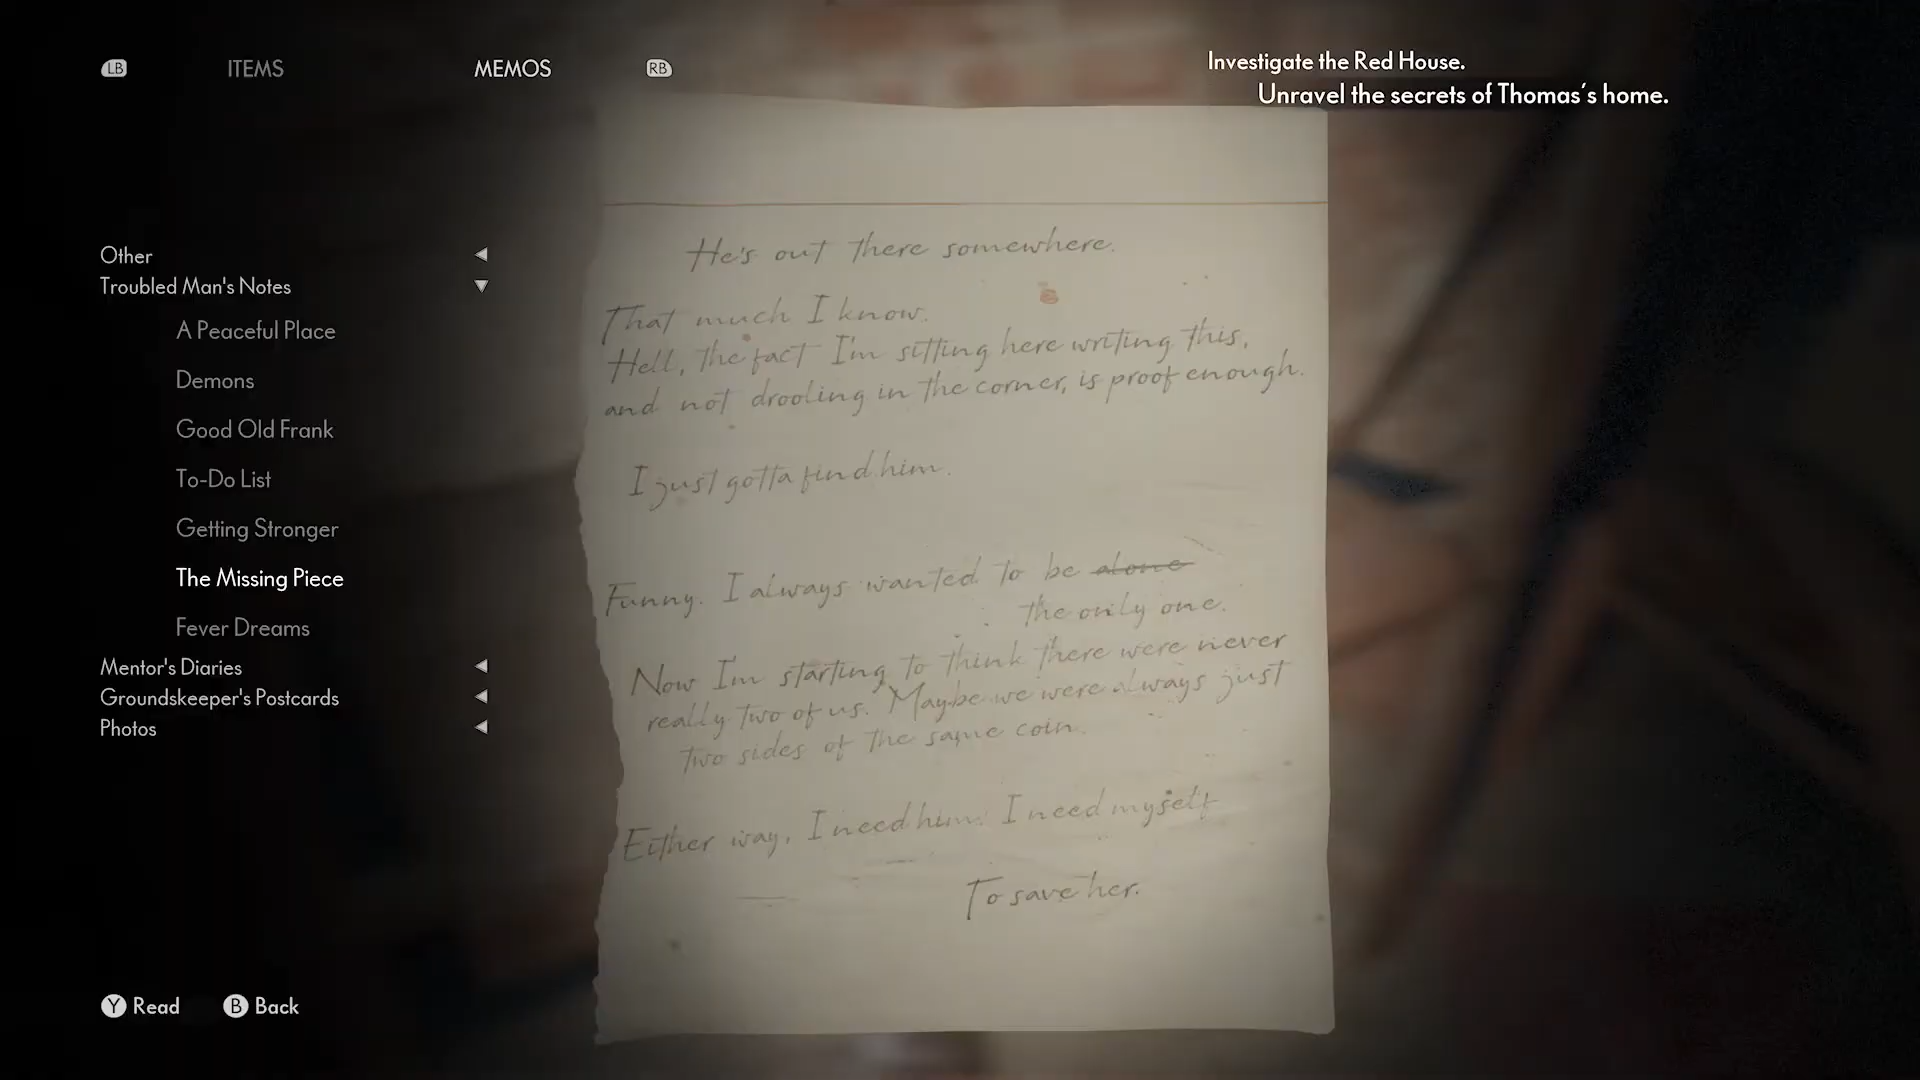 LB ITEMS MEMOS RB
Investigate the Red House.
Unravel the secrets of Thomas's home.
Other
Troubled Man's Notes
A Peaceful Place
Demons
Good Old Frank
To-Do List
Getting Stronger
The Missing Piece
Fever Dreams
Mentor's Diaries
Groundskeeper's Postcards
Photos
He's out there somewhere.
That much I know.
Hell, the fact I'm sitting here writing this,
and not drooling in the corner, is proof enough.
I just gotta find him.
Funny. I always wanted to be alone
the only one.
Now I'm starting to think there were never
really two of us. Maybe we were always just
two sides of the same coin.
Either way, I need him. I need myself
To save her.
Y Read B Back